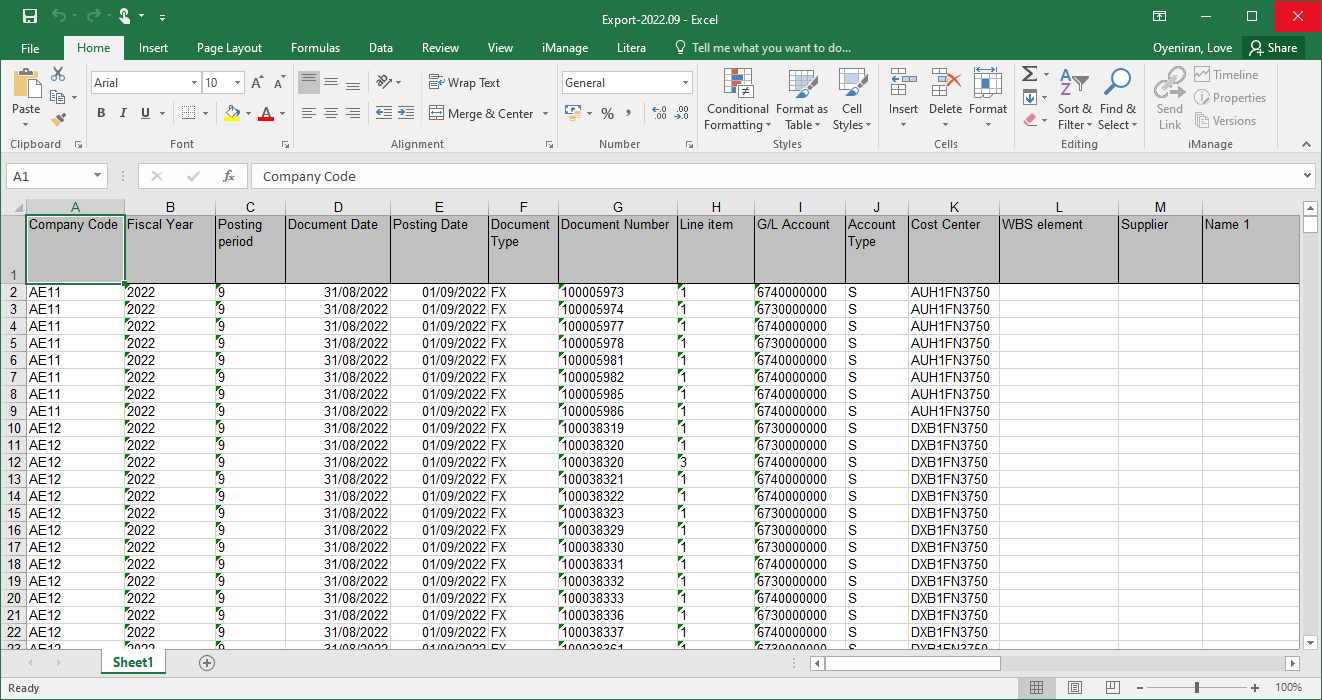 Export-2022.09 - Excel
File Home Insert Page Layout Formulas Data Review View iManage Litera Tell me what you want to do... Oyeniran, Love Share
Paste
Clipboard
Arial 10
B I U
Font
Wrap Text
Merge & Center
Alignment
General
% ,
Number
Conditional Formatting
Format as Table
Cell Styles
Styles
Insert Delete Format
Cells
Sort & Filter
Find & Select
Editing
Send Link
Timeline
Properties
Versions
iManage
A1 fx Company Code
A B C D E F G H I J K L M
1 Company Code Fiscal Year Posting period Document Date Posting Date Document Type Document Number Line item G/L Account Account Type Cost Center WBS element Supplier Name 1
2 AE11 2022 9 31/08/2022 01/09/2022 FX 100005973 1 6740000000 S AUH1FN3750
3 AE11 2022 9 31/08/2022 01/09/2022 FX 100005974 1 6730000000 S AUH1FN3750
4 AE11 2022 9 31/08/2022 01/09/2022 FX 100005977 1 6740000000 S AUH1FN3750
5 AE11 2022 9 31/08/2022 01/09/2022 FX 100005978 1 6730000000 S AUH1FN3750
6 AE11 2022 9 31/08/2022 01/09/2022 FX 100005981 1 6740000000 S AUH1FN3750
7 AE11 2022 9 31/08/2022 01/09/2022 FX 100005982 1 6740000000 S AUH1FN3750
8 AE11 2022 9 31/08/2022 01/09/2022 FX 100005985 1 6740000000 S AUH1FN3750
9 AE11 2022 9 31/08/2022 01/09/2022 FX 100005986 1 6740000000 S AUH1FN3750
10 AE12 2022 9 31/08/2022 01/09/2022 FX 100038319 1 6730000000 S DXB1FN3750
11 AE12 2022 9 31/08/2022 01/09/2022 FX 100038320 1 6730000000 S DXB1FN3750
12 AE12 2022 9 31/08/2022 01/09/2022 FX 100038320 3 6740000000 S DXB1FN3750
13 AE12 2022 9 31/08/2022 01/09/2022 FX 100038321 1 6740000000 S DXB1FN3750
14 AE12 2022 9 31/08/2022 01/09/2022 FX 100038322 1 6740000000 S DXB1FN3750
15 AE12 2022 9 31/08/2022 01/09/2022 FX 100038323 1 6730000000 S DXB1FN3750
16 AE12 2022 9 31/08/2022 01/09/2022 FX 100038329 1 6730000000 S DXB1FN3750
17 AE12 2022 9 31/08/2022 01/09/2022 FX 100038330 1 6730000000 S DXB1FN3750
18 AE12 2022 9 31/08/2022 01/09/2022 FX 100038331 1 6740000000 S DXB1FN3750
19 AE12 2022 9 31/08/2022 01/09/2022 FX 100038332 1 6730000000 S DXB1FN3750
20 AE12 2022 9 31/08/2022 01/09/2022 FX 100038333 1 6740000000 S DXB1FN3750
21 AE12 2022 9 31/08/2022 01/09/2022 FX 100038336 1 6730000000 S DXB1FN3750
22 AE12 2022 9 31/08/2022 01/09/2022 FX 100038337 1 6740000000 S DXB1FN3750
Sheet1
Ready 100%